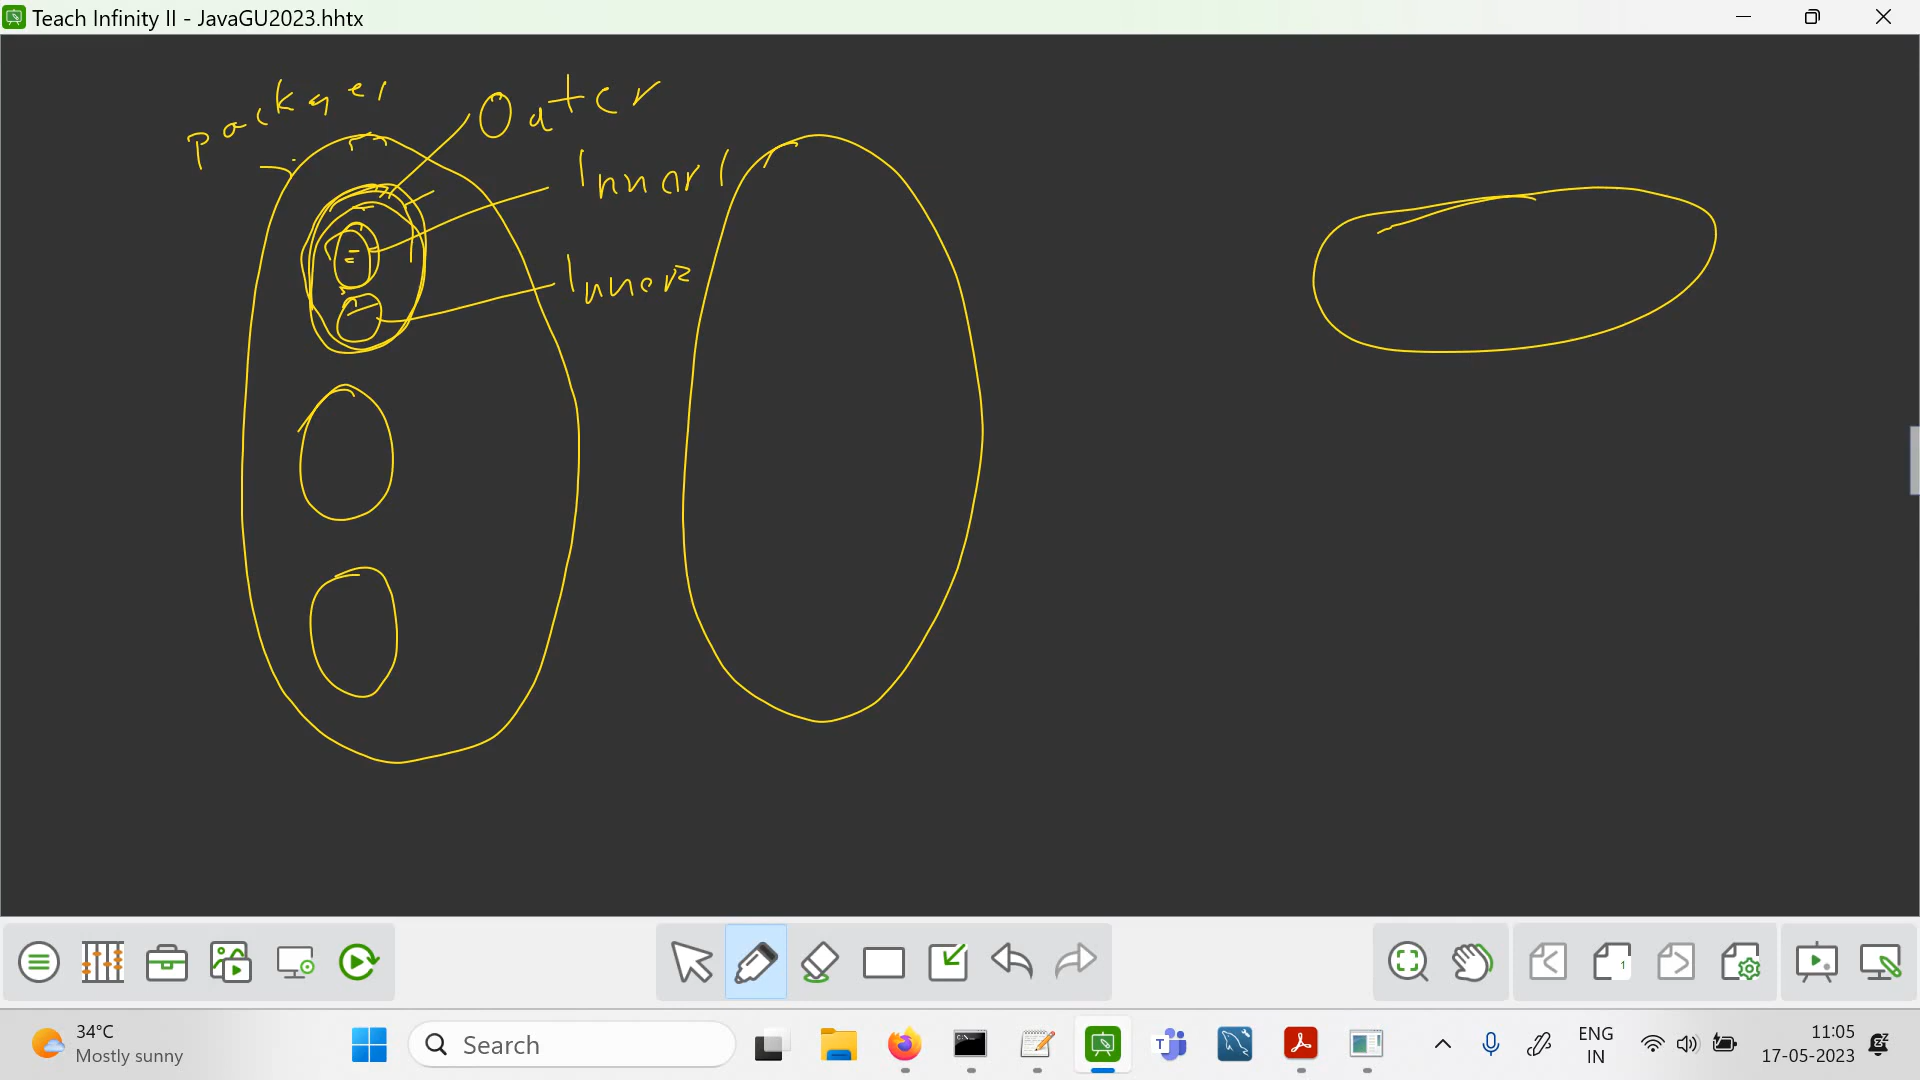 Teach Infinity II - JavaGU2023.hhtx
Outer
Inner1
Inner2
1
34°C
Mostly sunny
Search
ENG
IN
11:05
17-05-2023